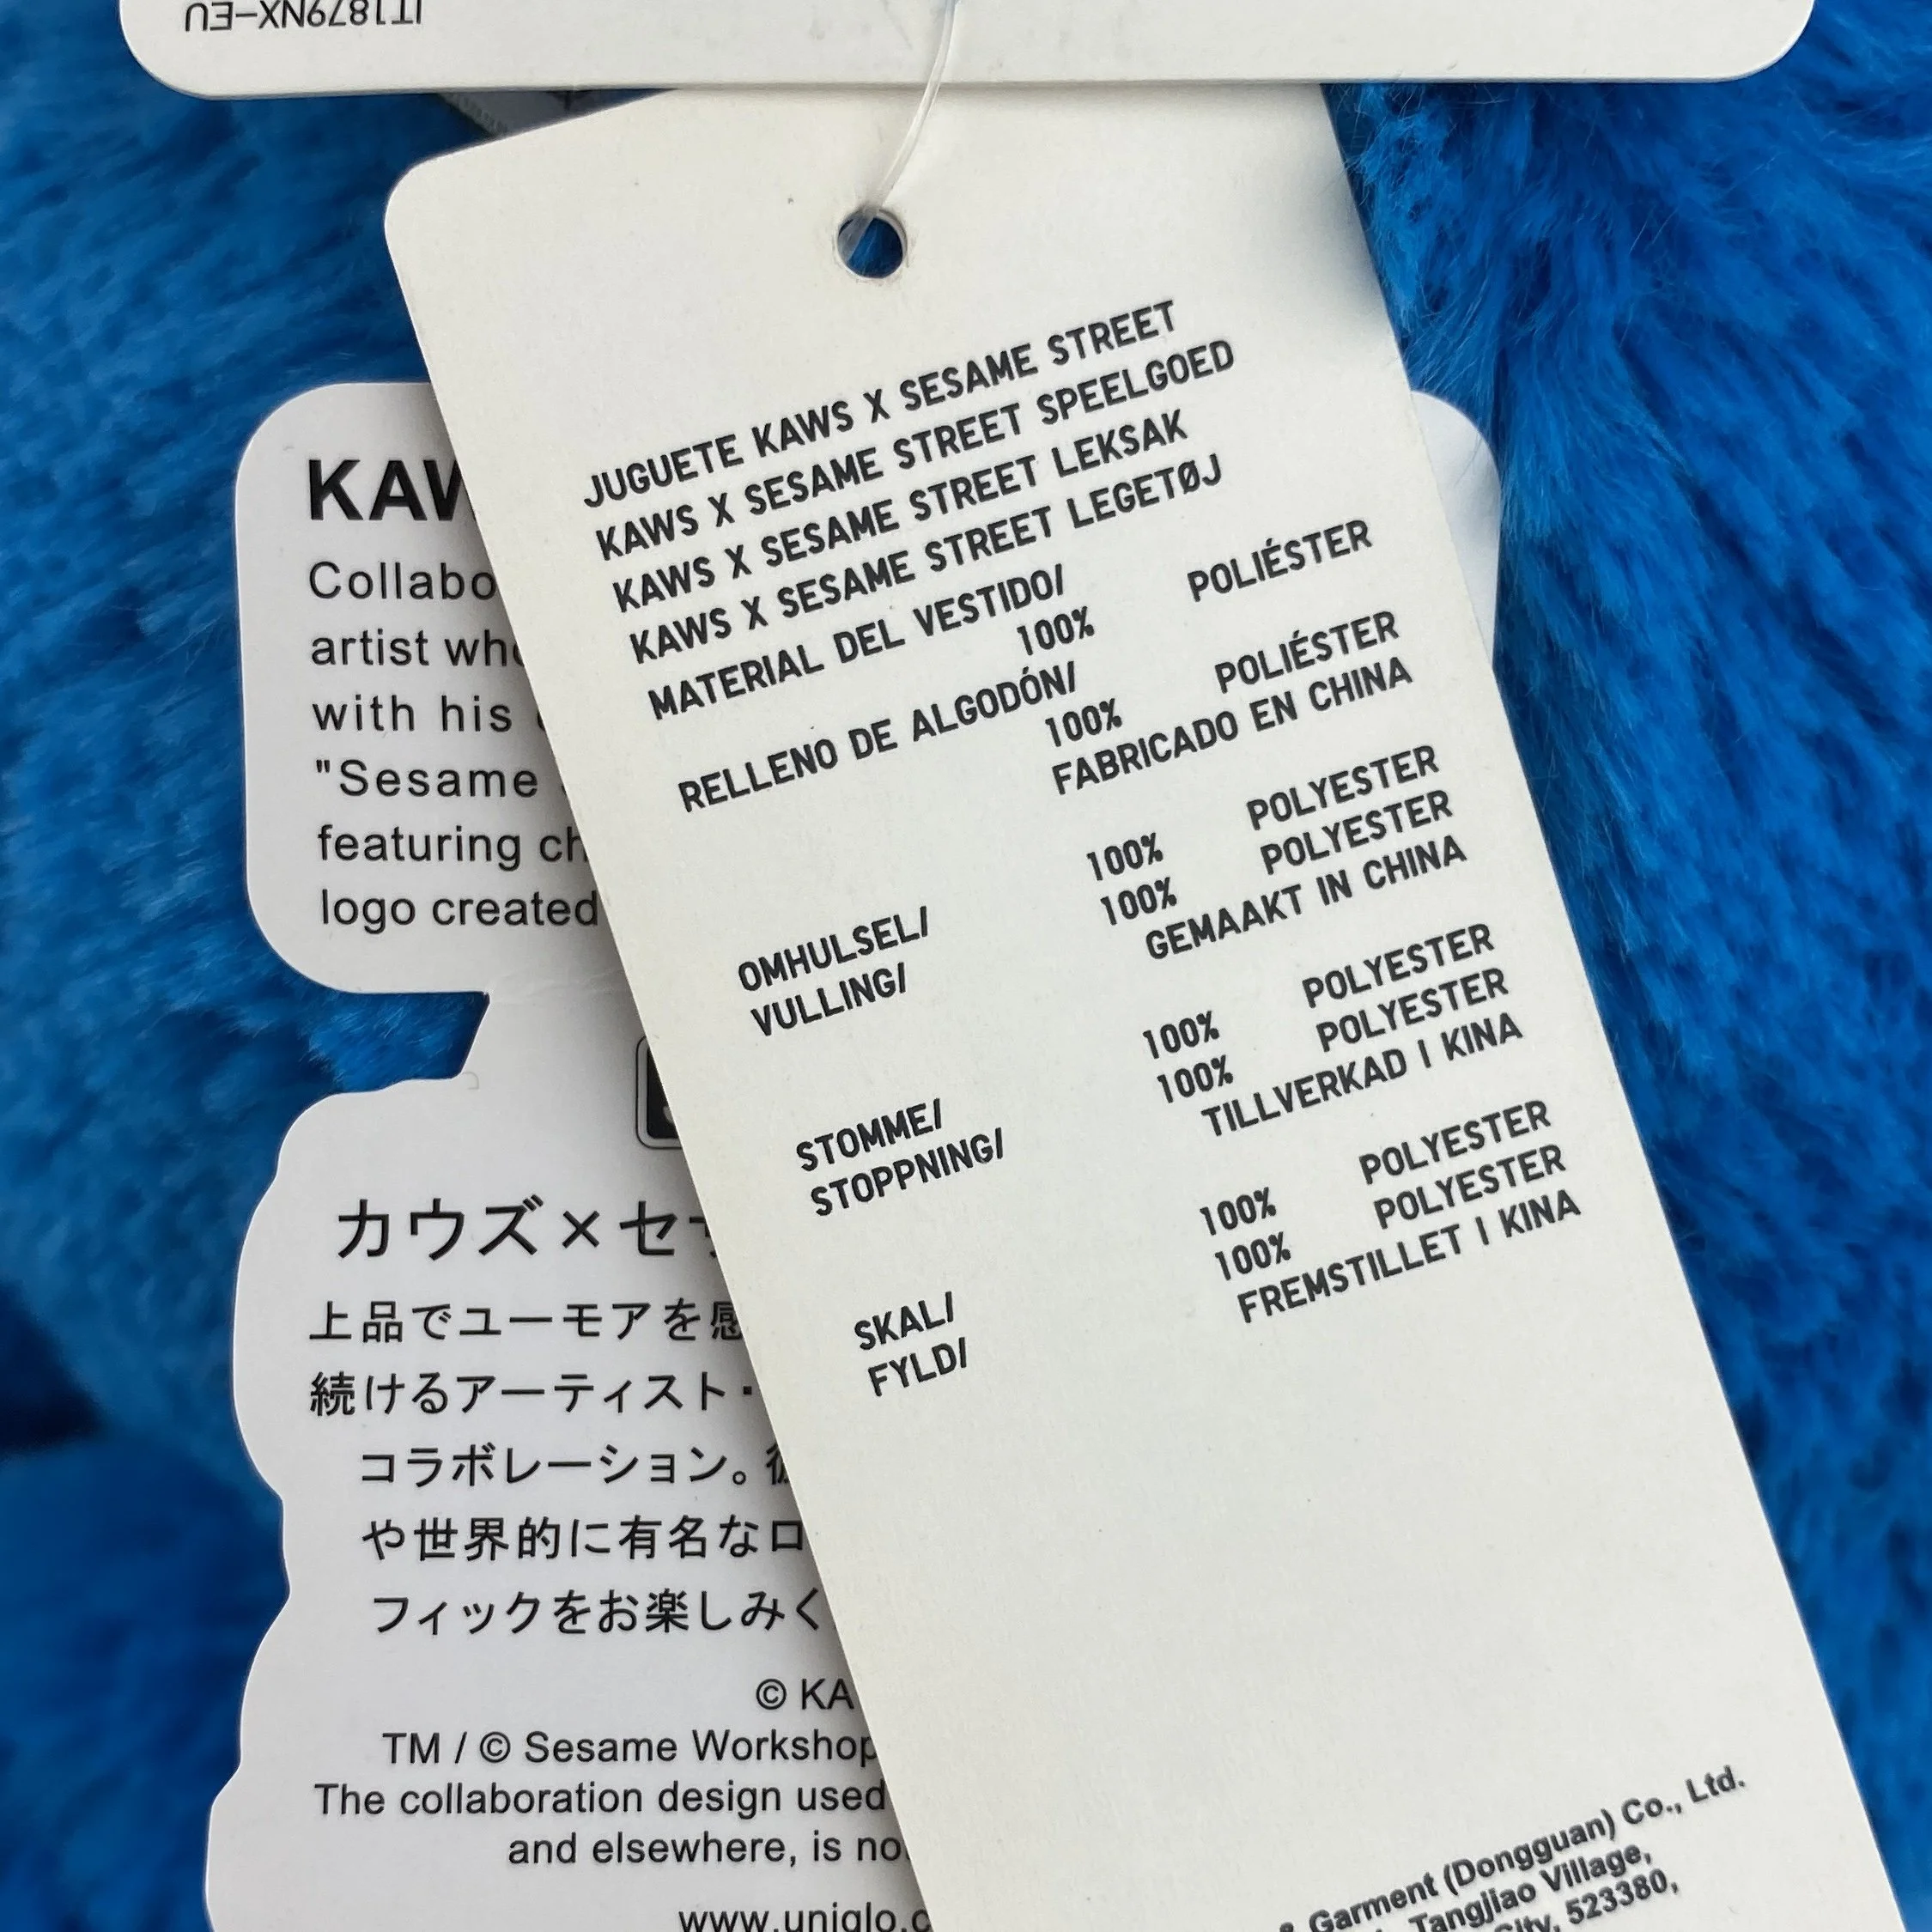 IT1879NX-EU
JUGUETE KAWS X SESAME STREET
KAWS X SESAME STREET SPEELGOED
KAWS X SESAME STREET LEKSAK
KAWS X SESAME STREET LEGETØJ
MATERIAL DEL VESTIDO/
100% POLIÉSTER
RELLENO DE ALGODÓN/
100% POLIÉSTER
FABRICADO EN CHINA
OMHULSEL/ 100% POLYESTER
VULLING/ 100% POLYESTER
GEMAAKT IN CHINA
STOMME/ 100% POLYESTER
STOPPNING/ 100% POLYESTER
TILLVERKAD I KINA
SKAL/ 100% POLYESTER
FYLD/ 100% POLYESTER
FREMSTILLET I KINA
Garment (Dongguan) Co., Ltd.
Tangjiao Village,
City, 523380,
KAW
Collabo
artist who
with his
"Sesame
featuring ch
logo created
カウズ×セサ
上品でユーモアを感
続けるアーティスト・
コラボレーション。彼
や世界的に有名なロ
フィックをお楽しみく
© KA
TM / © Sesame Workshop
The collaboration design used
and elsewhere, is no
www.uniqlo.c